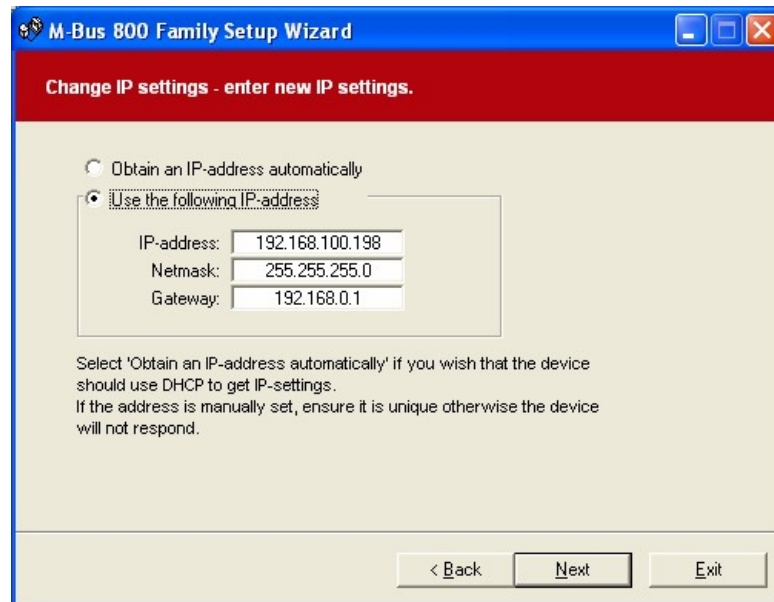 M-Bus 800 Family Setup Wizard
Change IP settings - enter new IP settings.
Obtain an IP-address automatically
Use the following IP-address
IP-address: 192.168.100.198
Netmask: 255.255.255.0
Gateway: 192.168.0.1
Select 'Obtain an IP-address automatically' if you wish that the device
should use DHCP to get IP-settings.
If the address is manually set, ensure it is unique otherwise the device
will not respond.
< Back Next Exit